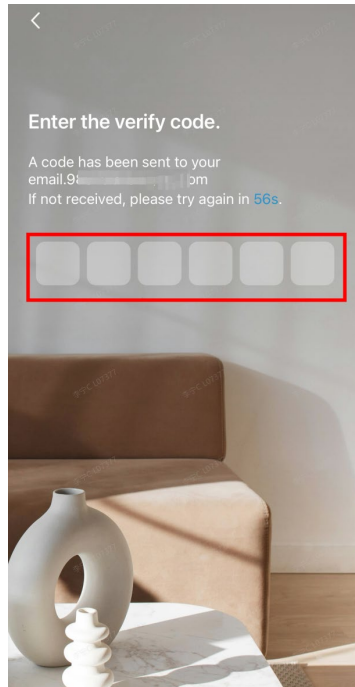 Enter the verify code.
A code has been sent to your
email.98
If not received, please try again in 56s.